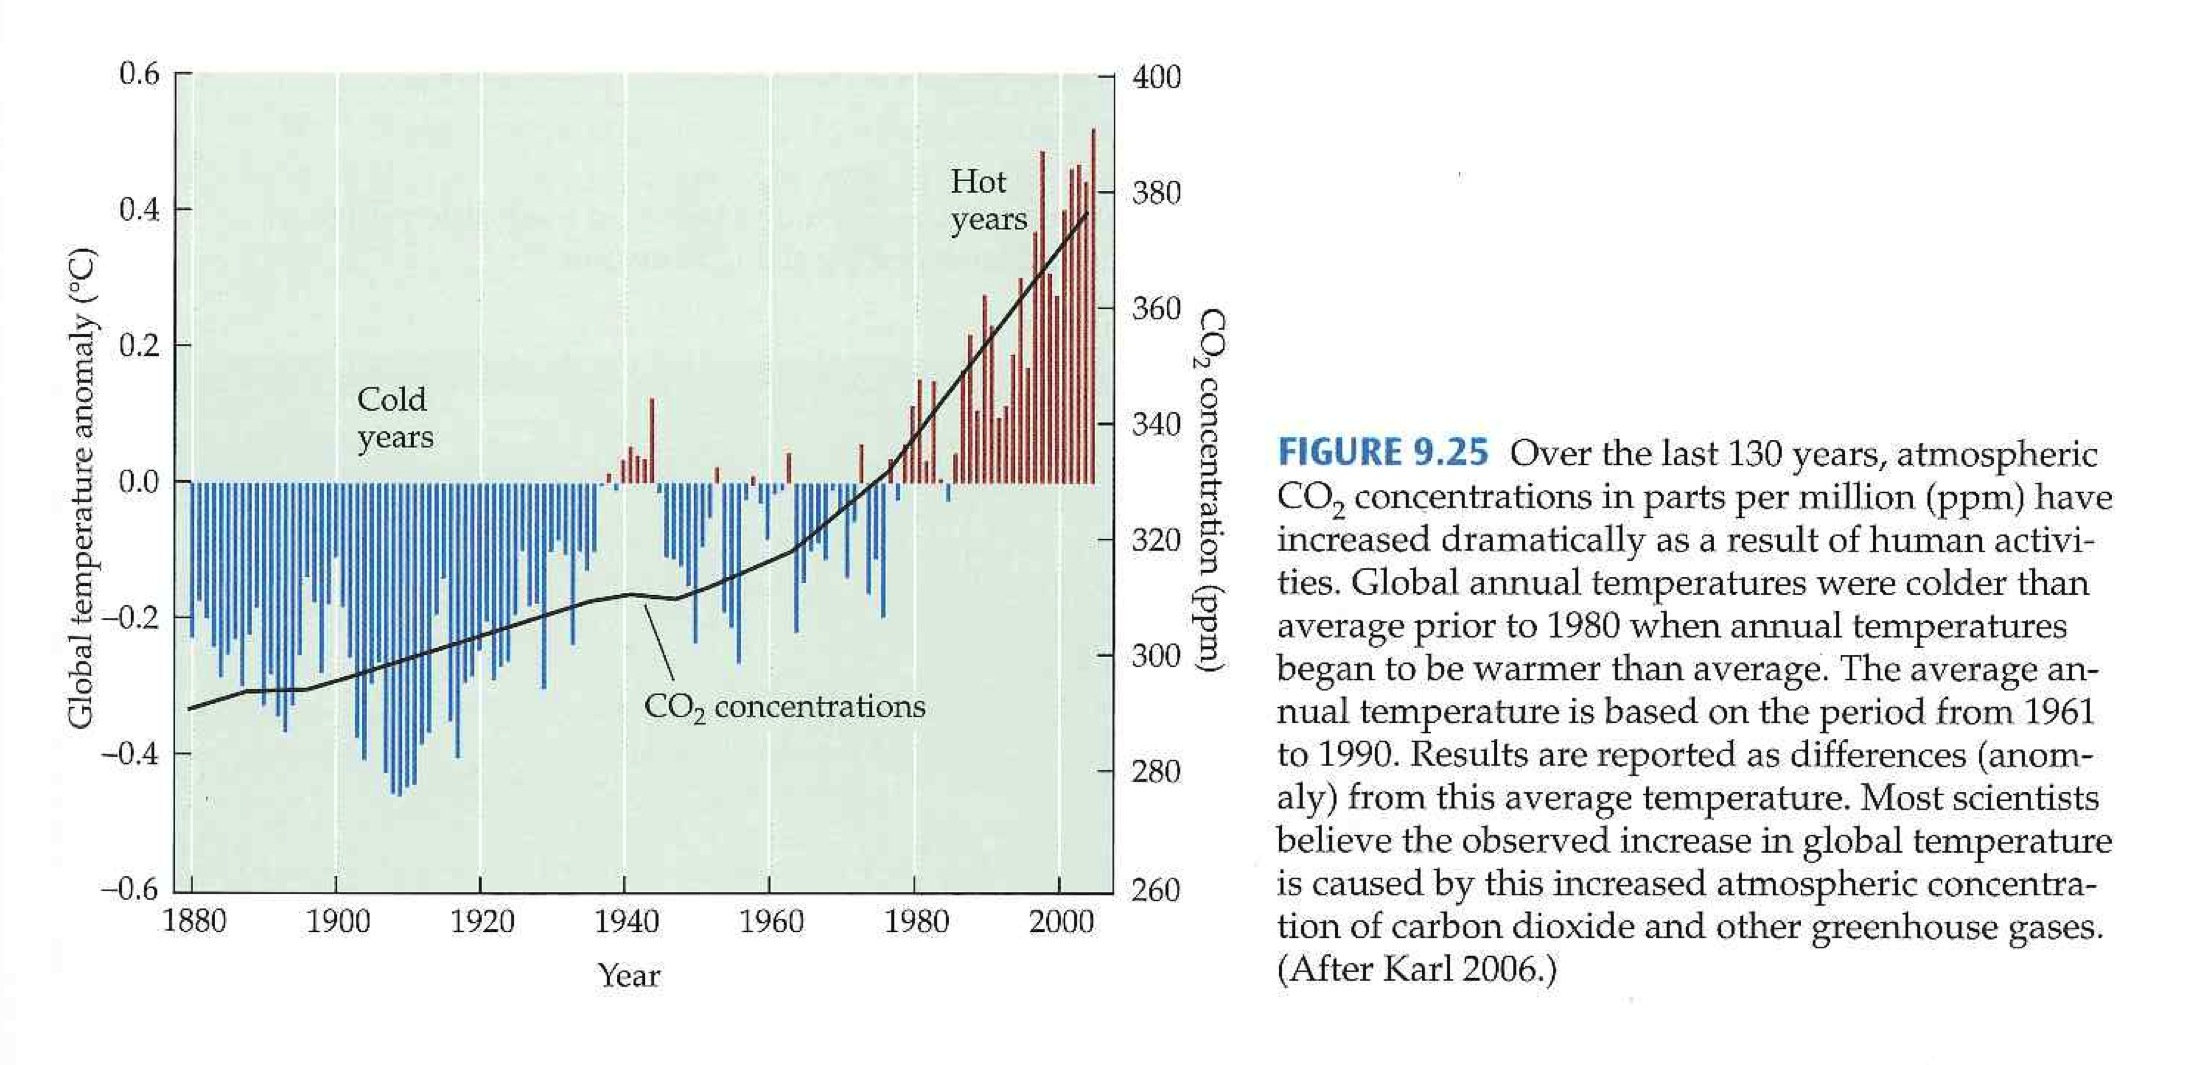 0.6
0.4
0.2
0.0
−0.2
−0.4
−0.6
Global temperature anomaly (°C)
400
380
360
340
320
300
280
260
CO₂ concentration (ppm)
Hot
years
Cold
years
CO₂ concentrations
1880 1900 1920 1940 1960 1980 2000
Year
FIGURE 9.25 Over the last 130 years, atmospheric
CO₂ concentrations in parts per million (ppm) have
increased dramatically as a result of human activi-
ties. Global annual temperatures were colder than
average prior to 1980 when annual temperatures
began to be warmer than average. The average an-
nual temperature is based on the period from 1961
to 1990. Results are reported as differences (anom-
aly) from this average temperature. Most scientists
believe the observed increase in global temperature
is caused by this increased atmospheric concentra-
tion of carbon dioxide and other greenhouse gases.
(After Karl 2006.)